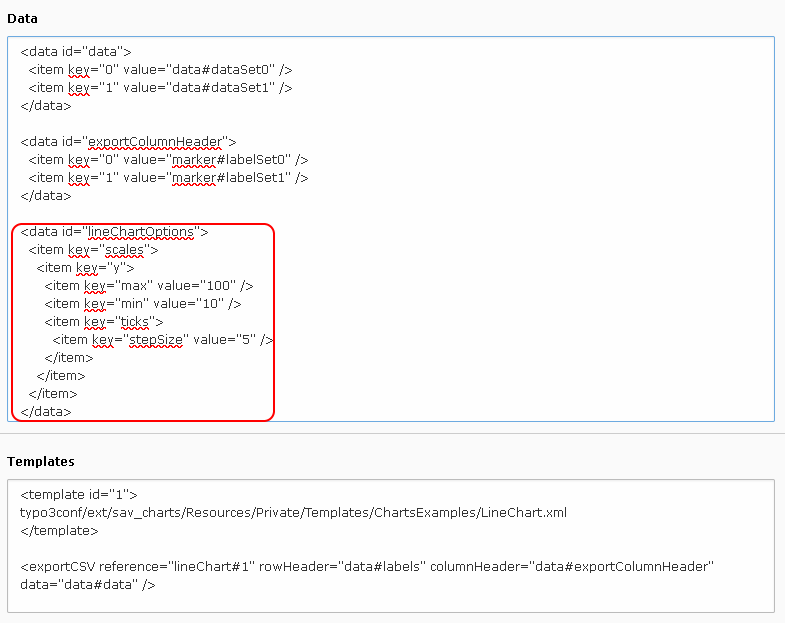 Data
<data id="data">
<item key="0" value="data#dataSet0" />
<item key="1" value="data#dataSet1" />
</data>
<data id="exportColumnHeader">
<item key="0" value="marker#labelSet0" />
<item key="1" value="marker#labelSet1" />
</data>
<data id="lineChartOptions">
<item key="scales">
<item key="y">
<item key="max" value="100" />
<item key="min" value="10" />
<item key="ticks">
<item key="stepSize" value="5" />
</item>
</item>
</item>
</data>
Templates
<template id="1">
typo3conf/ext/sav_charts/Resources/Private/Templates/ChartsExamples/LineChart.xml
</template>
<exportCSV reference="lineChart#1" rowHeader="data#labels" columnHeader="data#exportColumnHeader"
data="data#data" />